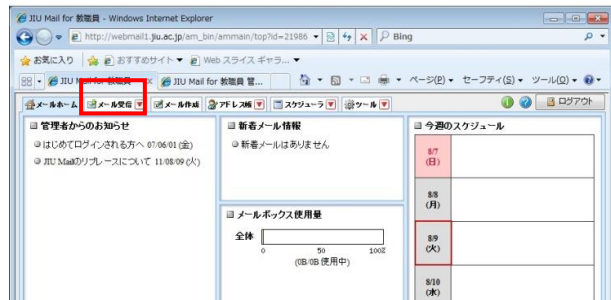 JIU Mail for 教職員 - Windows Internet Explorer
http://webmail1.jiu.ac.jp/am_bin/ammain/top?id=21986
Bing
お気に入り おすすめサイト Web スライス ギャラ...
JIU Mail for 教職員 JIU Mail for 教職員 管... ページ(P) セーフティ(S) ツール(O)
メールホーム メール受信 メール作成 アドレス帳 スケジューラ ツール ログアウト
管理者からのお知らせ
はじめてログインされる方へ 07/06/01 (金)
JIU Mailのリプレースについて 11/08/09 (火)
新着メール情報
新着メールはありません
メールボックス使用量
全体
0 50 100%
(0B/0B 使用中)
今週のスケジュール
8/7
(日)
8/8
(月)
8/9
(火)
8/10
(水)